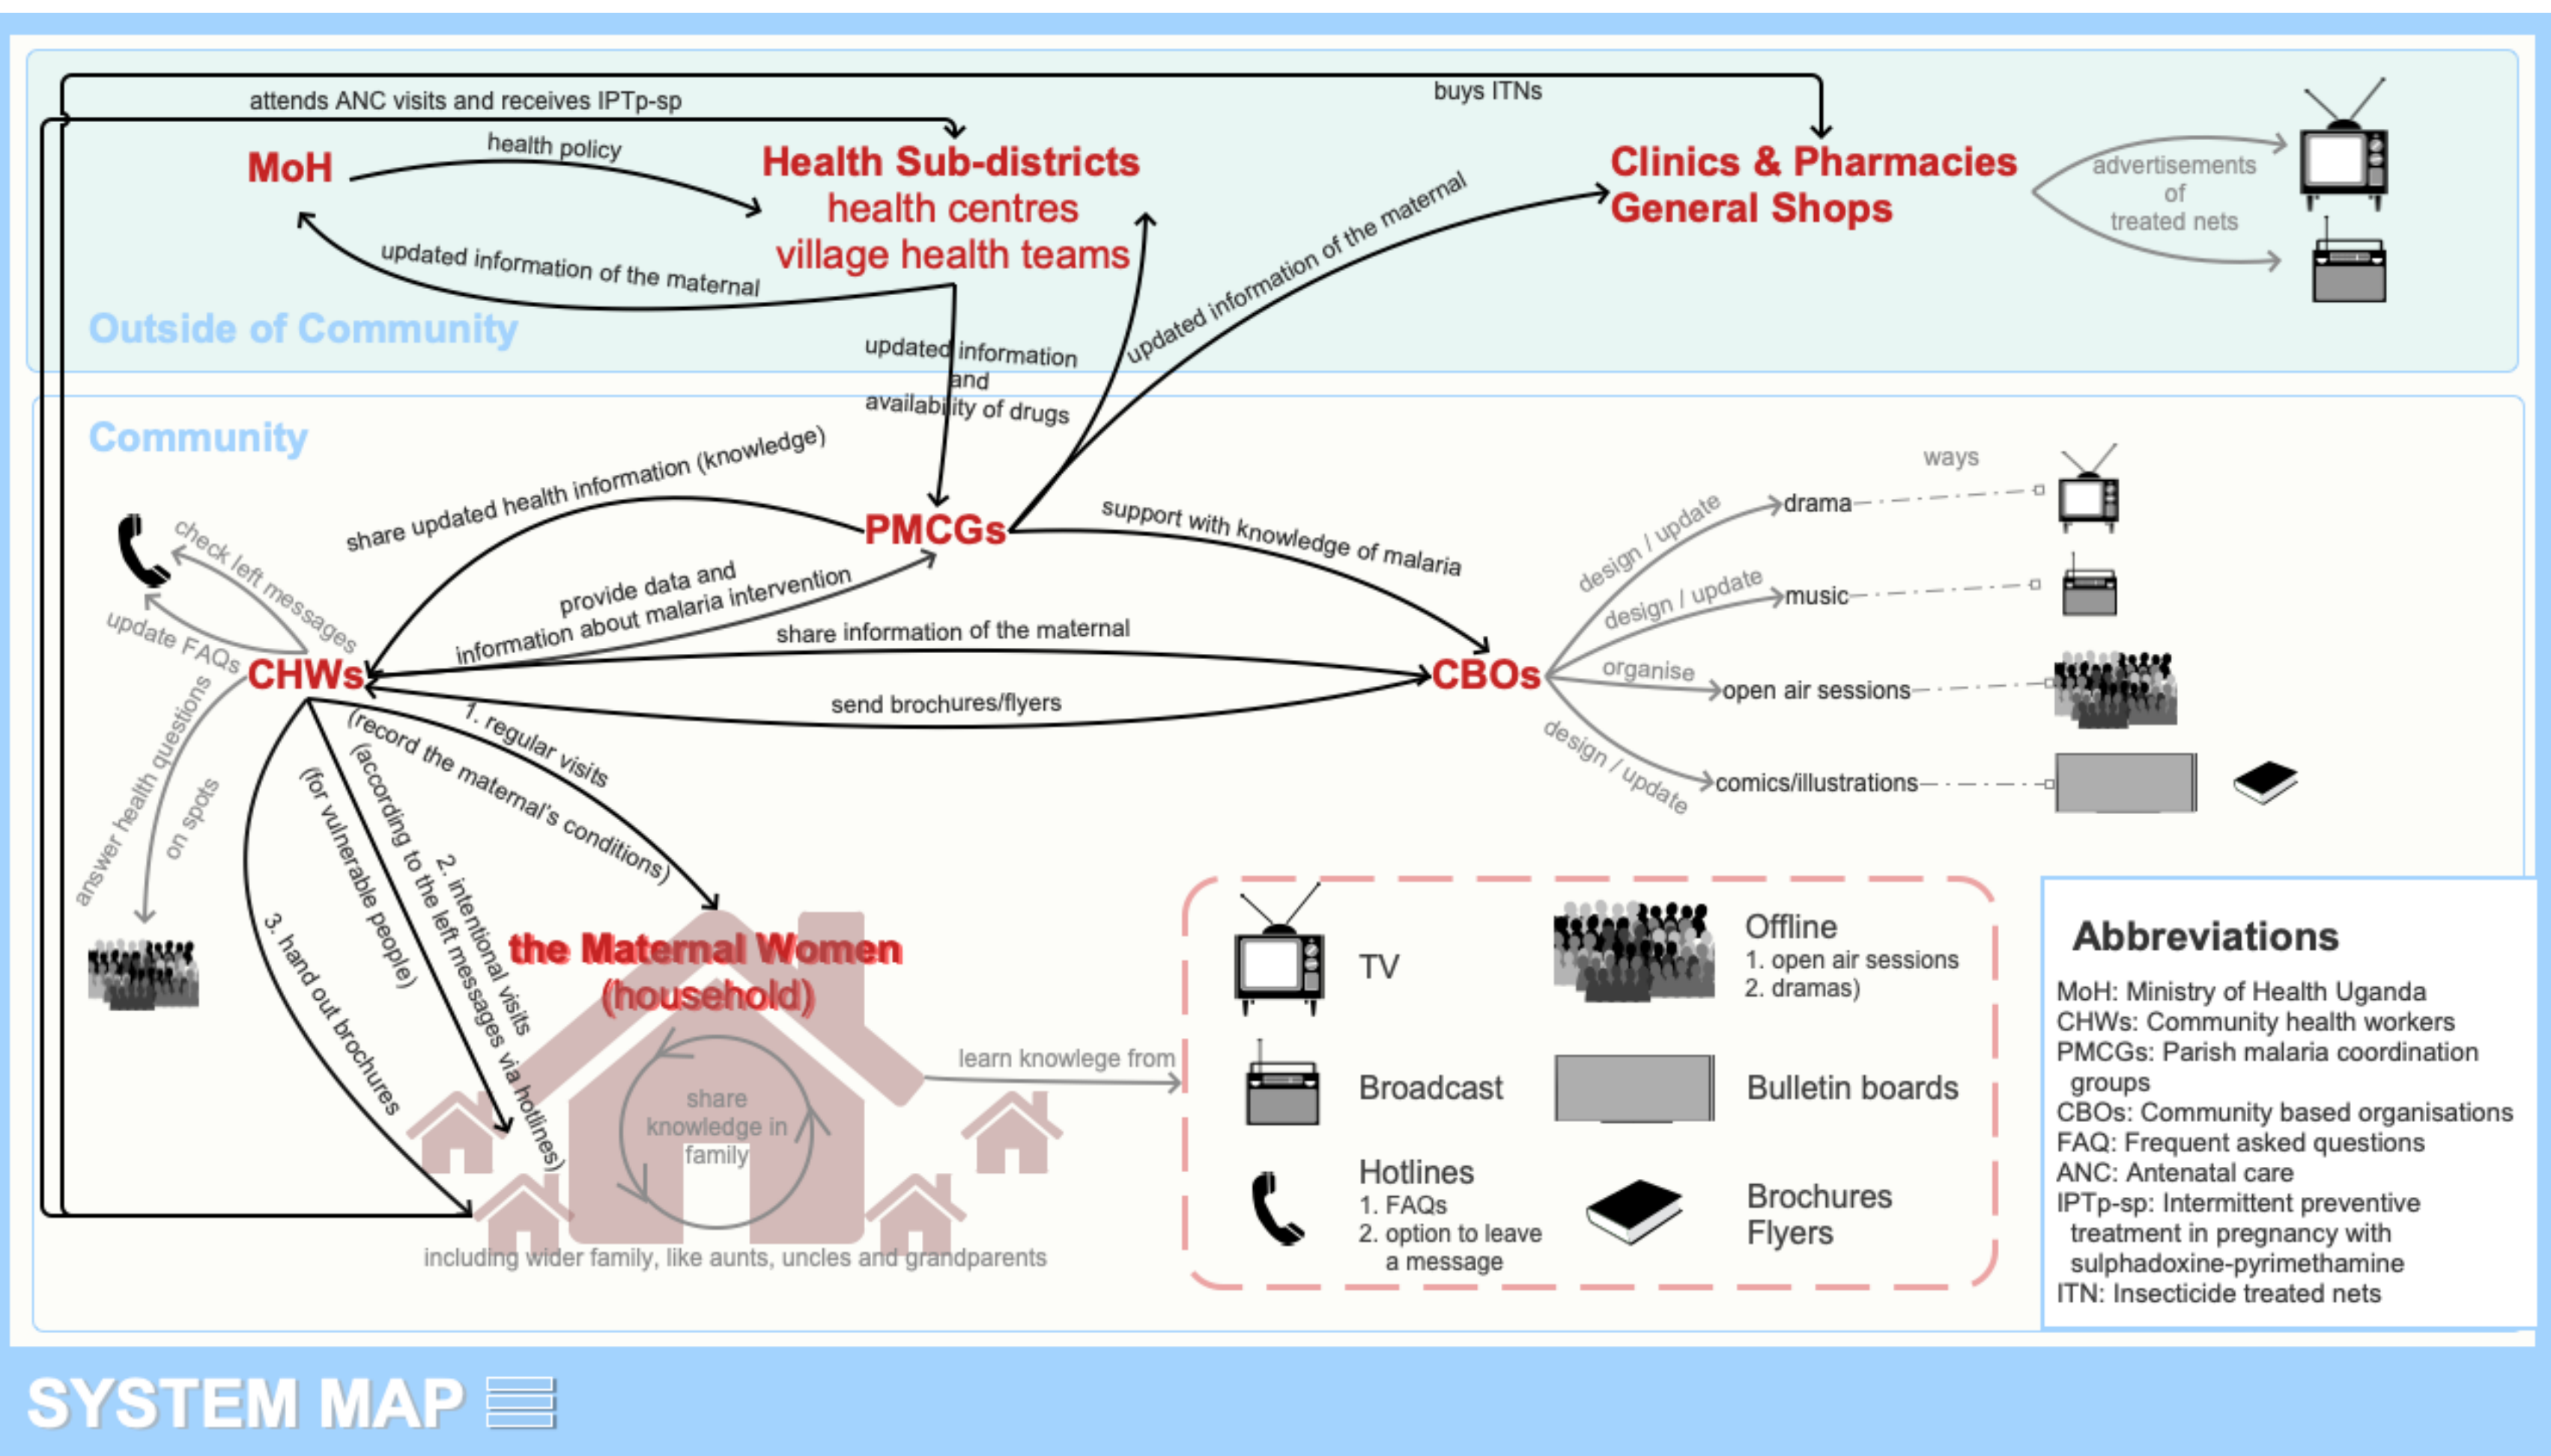 attends ANC visits and receives IPTp-sp
buys ITNs
MoH
health policy
Health Sub-districts
health centres
village health teams
Clinics & Pharmacies
General Shops
advertisements
of
treated nets
updated information of the maternal
updated information of the maternal
Outside of Community
updated information
and
availability of drugs
Community
share updated health information (knowledge)
PMCGs
support with knowledge of malaria
ways
design / update
drama
design / update
music
organise
open air sessions
design / update
comics/illustrations
check left messages
update FAQs
provide data and
information about malaria intervention
share information of the maternal
CHWs
CBOs
send brochures/flyers
answer health questions
on spots
1. regular visits
(record the maternal's conditions)
2. intentional visits
(according to the left messages via hotlines)
(for vulnerable people)
3. hand out brochures
the Maternal Women
(household)
share
knowledge in
family
learn knowlege from
including wider family, like aunts, uncles and grandparents
TV
Offline
1. open air sessions
2. dramas)
Broadcast
Bulletin boards
Hotlines
1. FAQs
2. option to leave
a message
Brochures
Flyers
Abbreviations
MoH: Ministry of Health Uganda
CHWs: Community health workers
PMCGs: Parish malaria coordination
groups
CBOs: Community based organisations
FAQ: Frequent asked questions
ANC: Antenatal care
IPTp-sp: Intermittent preventive
treatment in pregnancy with
sulphadoxine-pyrimethamine
ITN: Insecticide treated nets
SYSTEM MAP